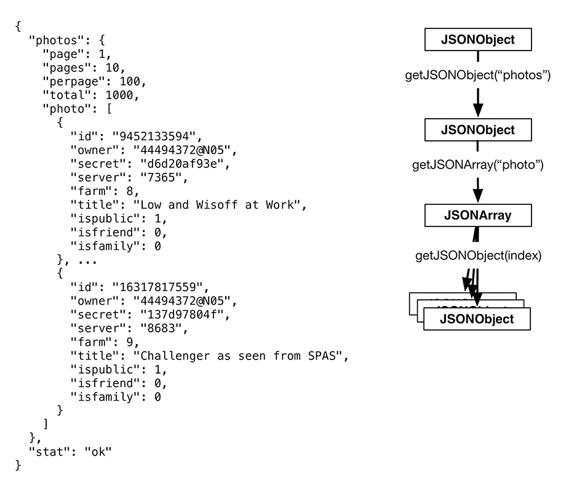 {
  "photos": {
    "page": 1,
    "pages": 10,
    "perpage": 100,
    "total": 1000,
    "photo": [
      {
        "id": "9452133594",
        "owner": "44494372@N05",
        "secret": "d6d20af93e",
        "server": "7365",
        "farm": 8,
        "title": "Low and Wisoff at Work",
        "ispublic": 1,
        "isfriend": 0,
        "isfamily": 0
      }, ...
      {
        "id": "16317817559",
        "owner": "44494372@N05",
        "secret": "137d97804f",
        "server": "8683",
        "farm": 9,
        "title": "Challenger as seen from SPAS",
        "ispublic": 1,
        "isfriend": 0,
        "isfamily": 0
      }
    ]
  },
  "stat": "ok"
}
JSONObject
getJSONObject(“photos”)
JSONObject
getJSONArray(“photo”)
JSONArray
getJSONObject(index)
JSONObject